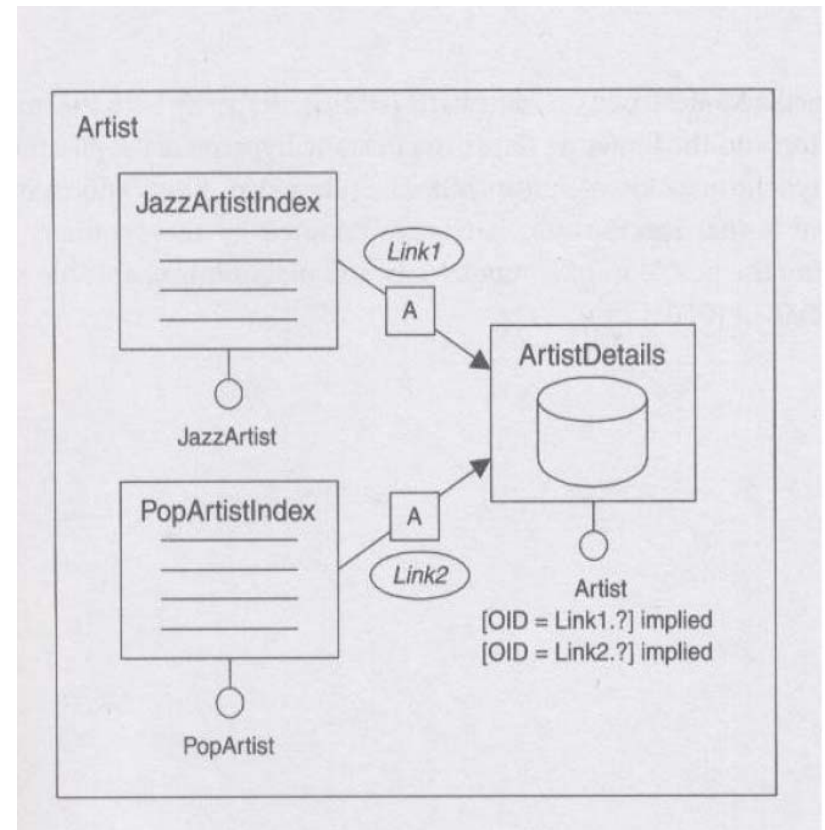 Artist
JazzArtistIndex
Link1
A
ArtistDetails
JazzArtist
PopArtistIndex
A
Link2
Artist
[OID = Link1.?] implied
[OID = Link2.?] implied
PopArtist